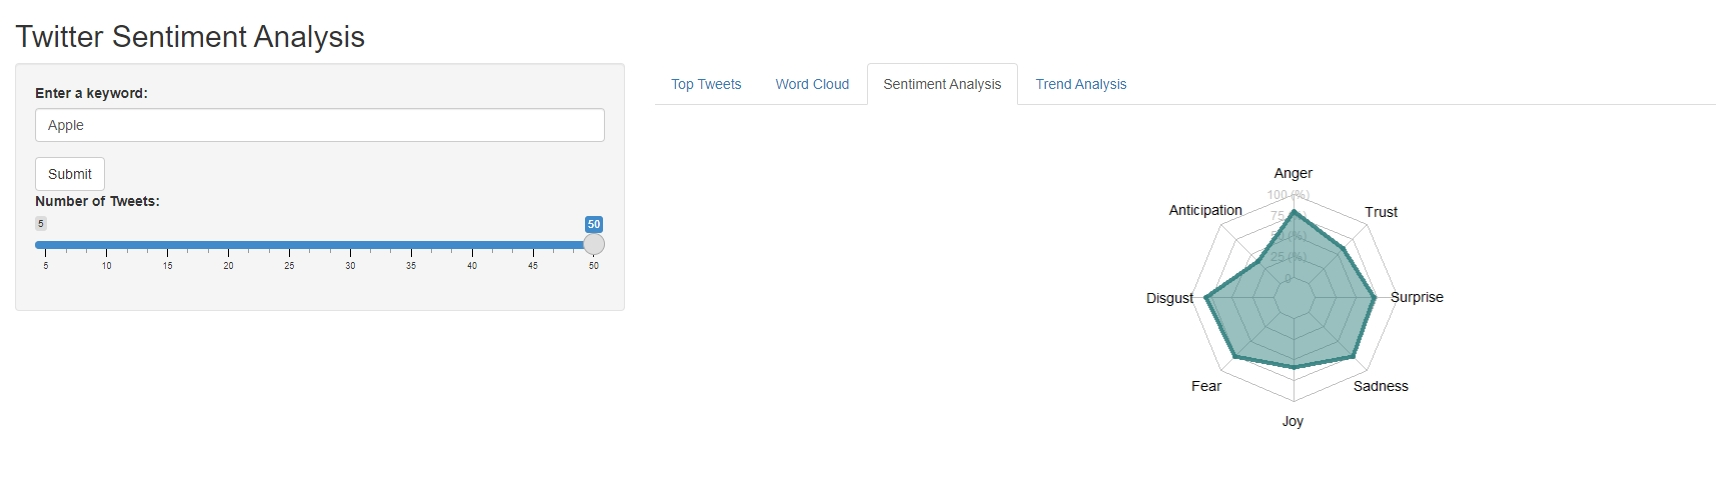 Twitter Sentiment Analysis
Enter a keyword:
Apple
Submit
Number of Tweets:
5
50
5 10 15 20 25 30 35 40 45 50
Top Tweets Word Cloud Sentiment Analysis Trend Analysis
Anger
100 (%)
Anticipation
Trust
75
50 (%)
25 (%)
0
Disgust
Surprise
Fear
Sadness
Joy